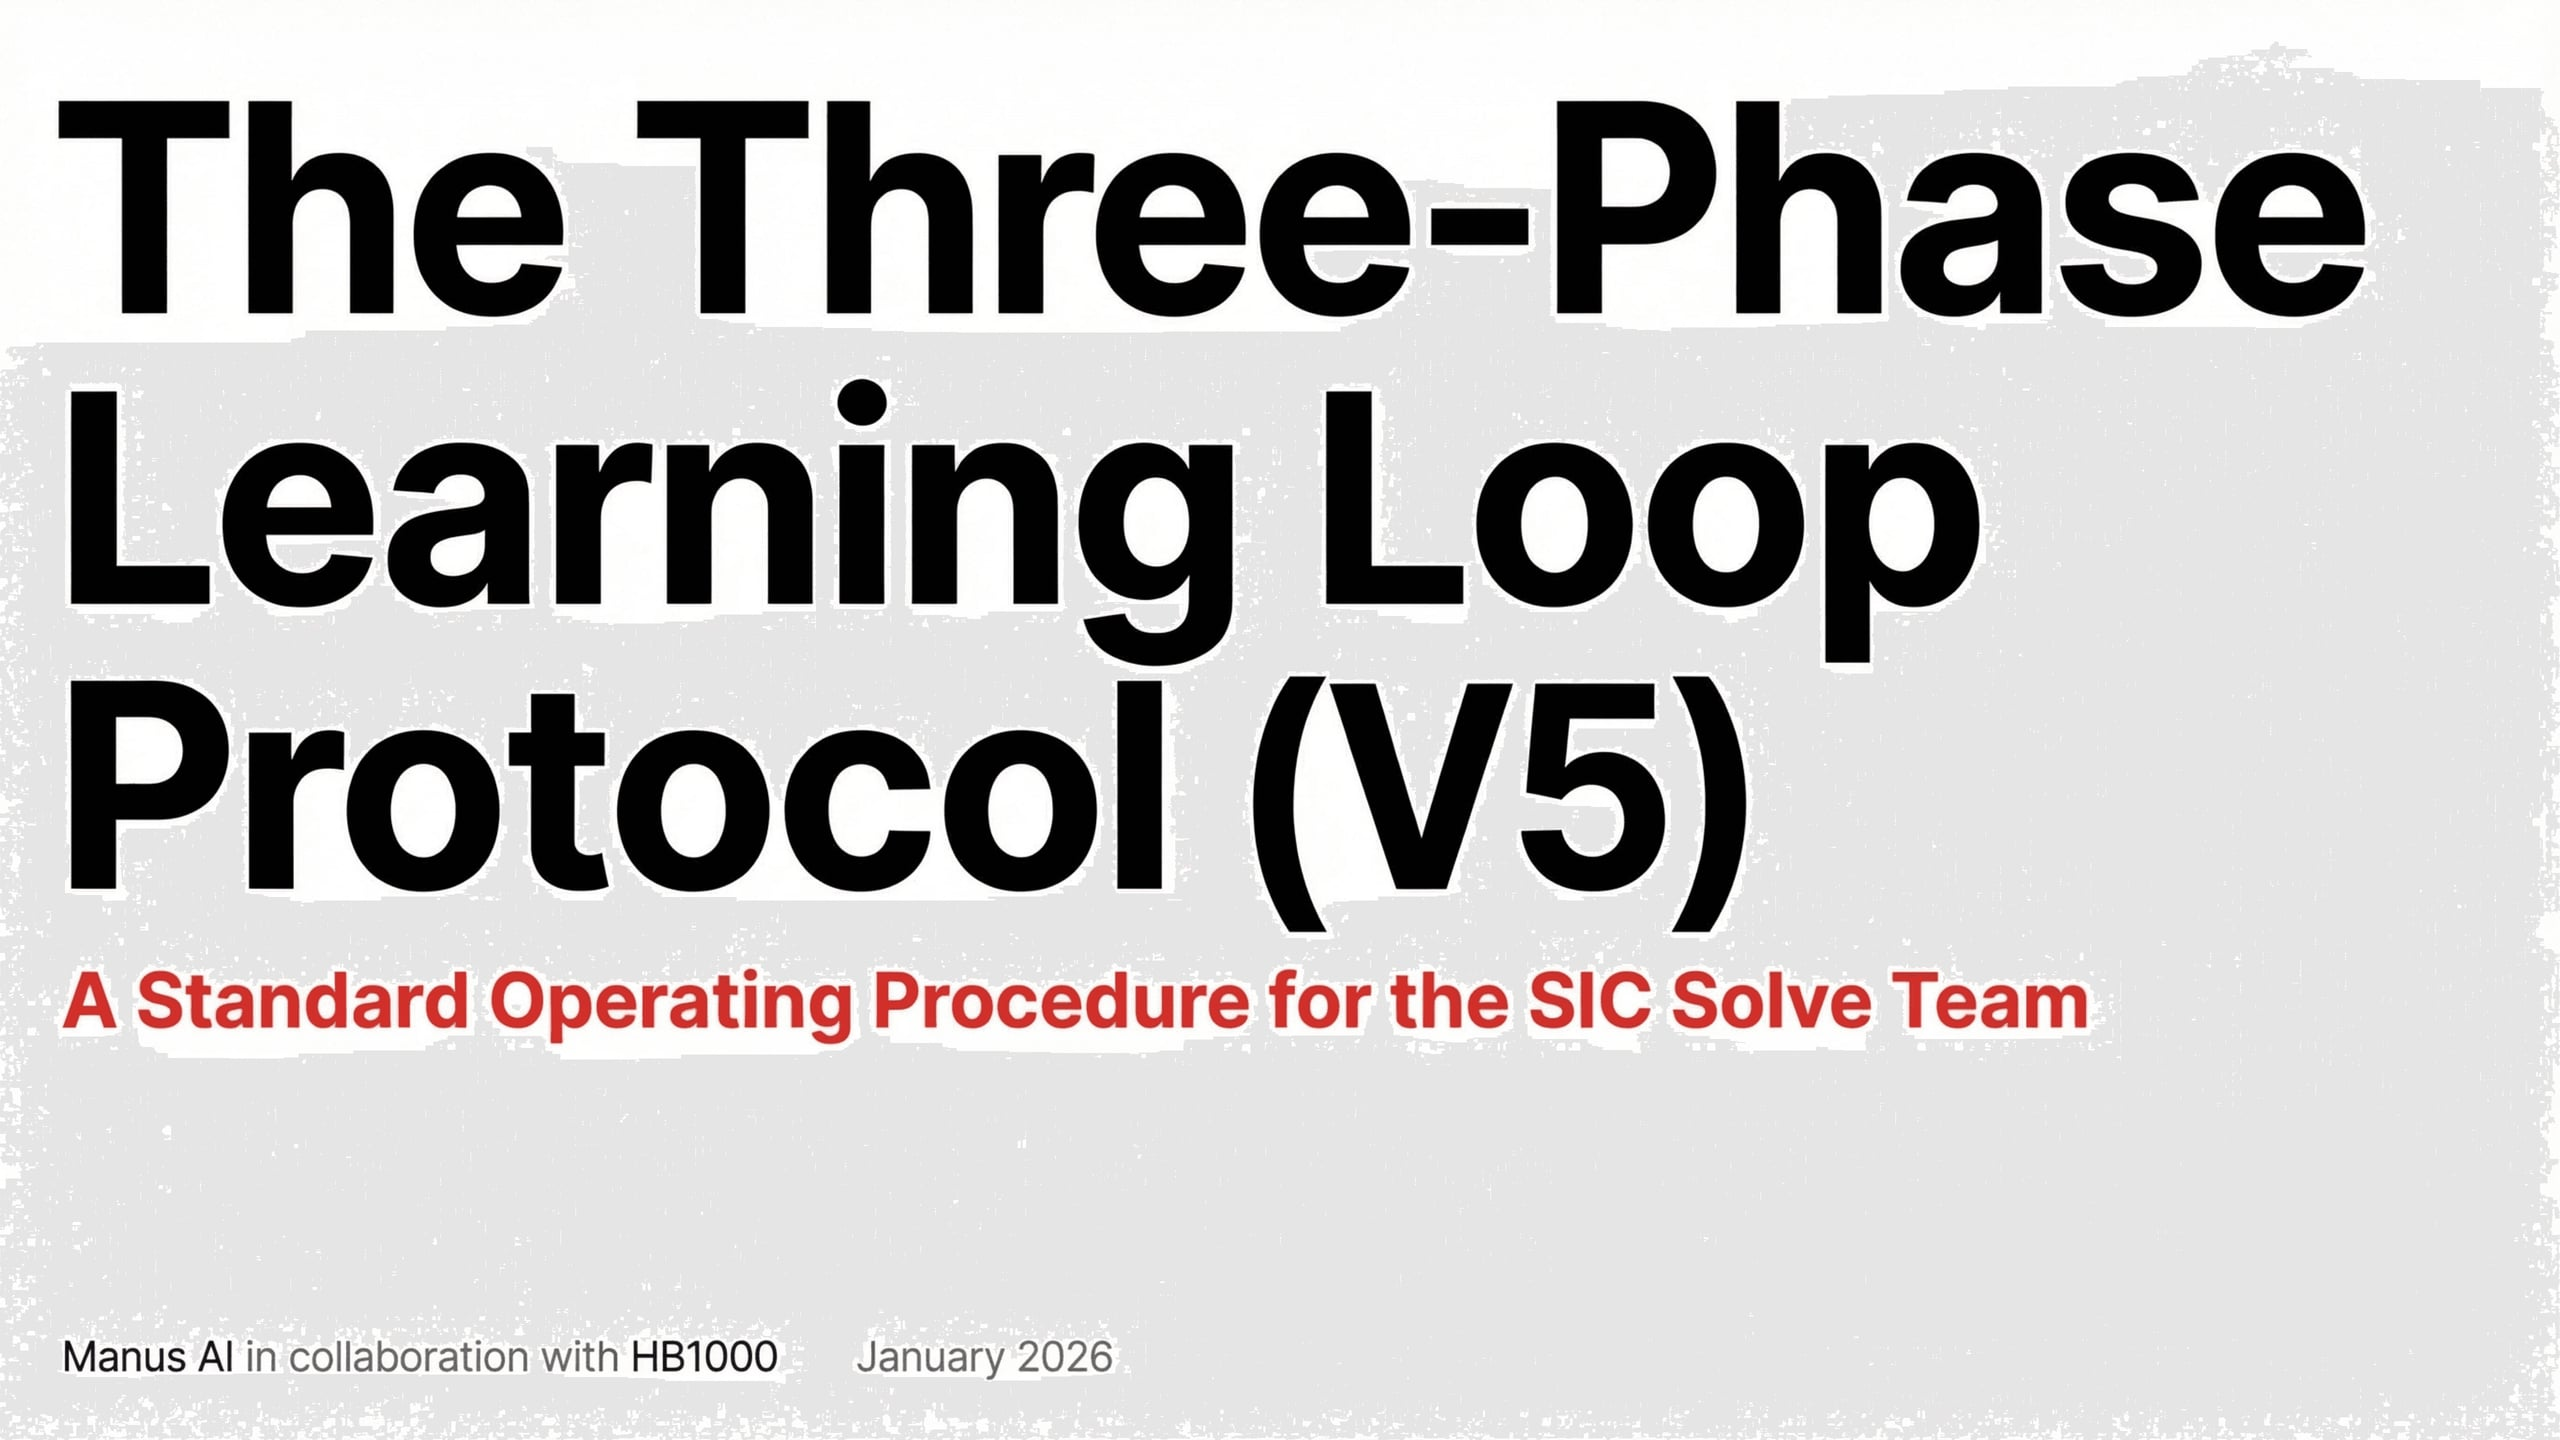 The Three-Phase
Learning Loop
Protocol (V5)
A Standard Operating Procedure for the SIC Solve Team
Manus AI in collaboration with HB1000 January 2026